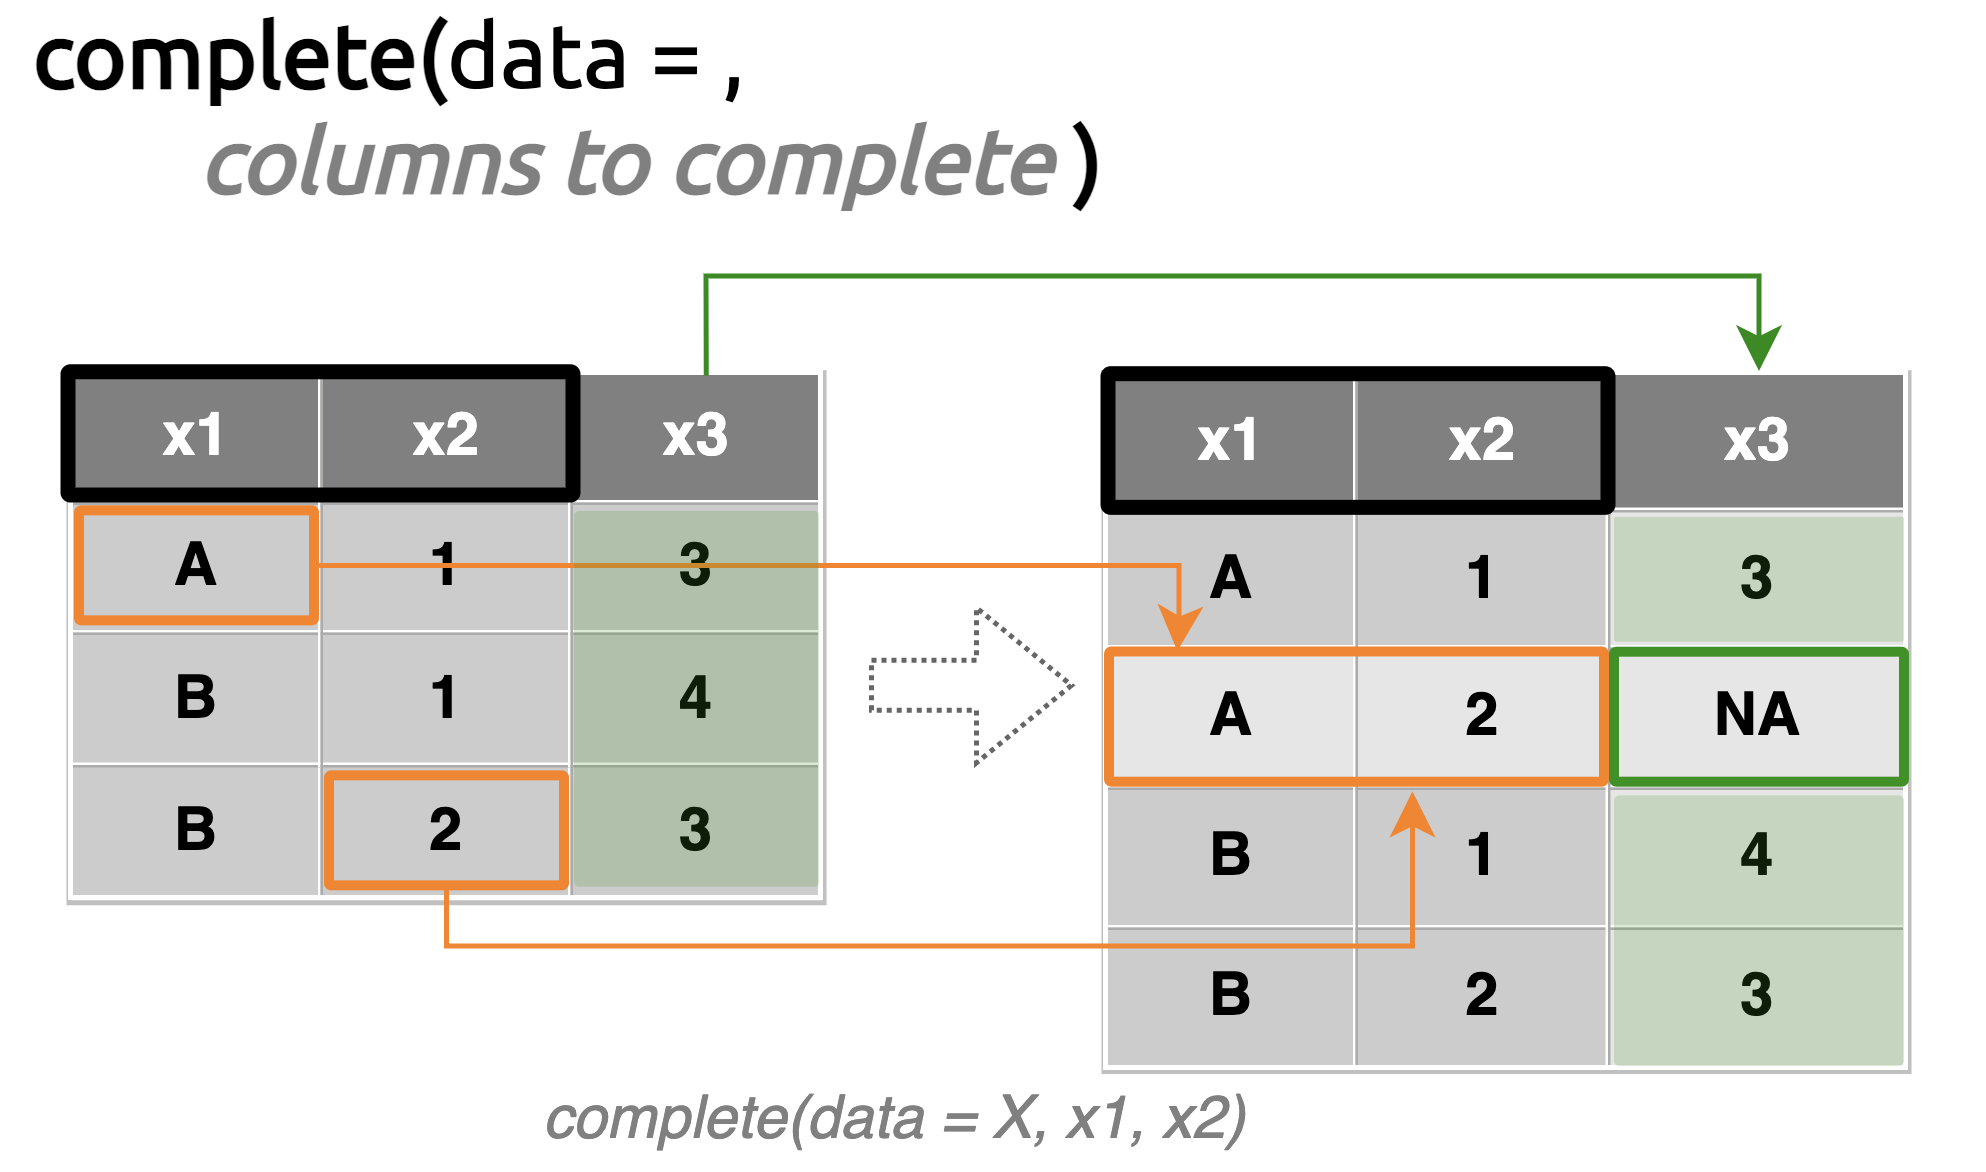 complete(data = ,
columns to complete)
x1 x2 x3
A 1 3
B 1 4
B 2 3
x1 x2 x3
A 1 3
A 2 NA
B 1 4
B 2 3
complete(data = X, x1, x2)